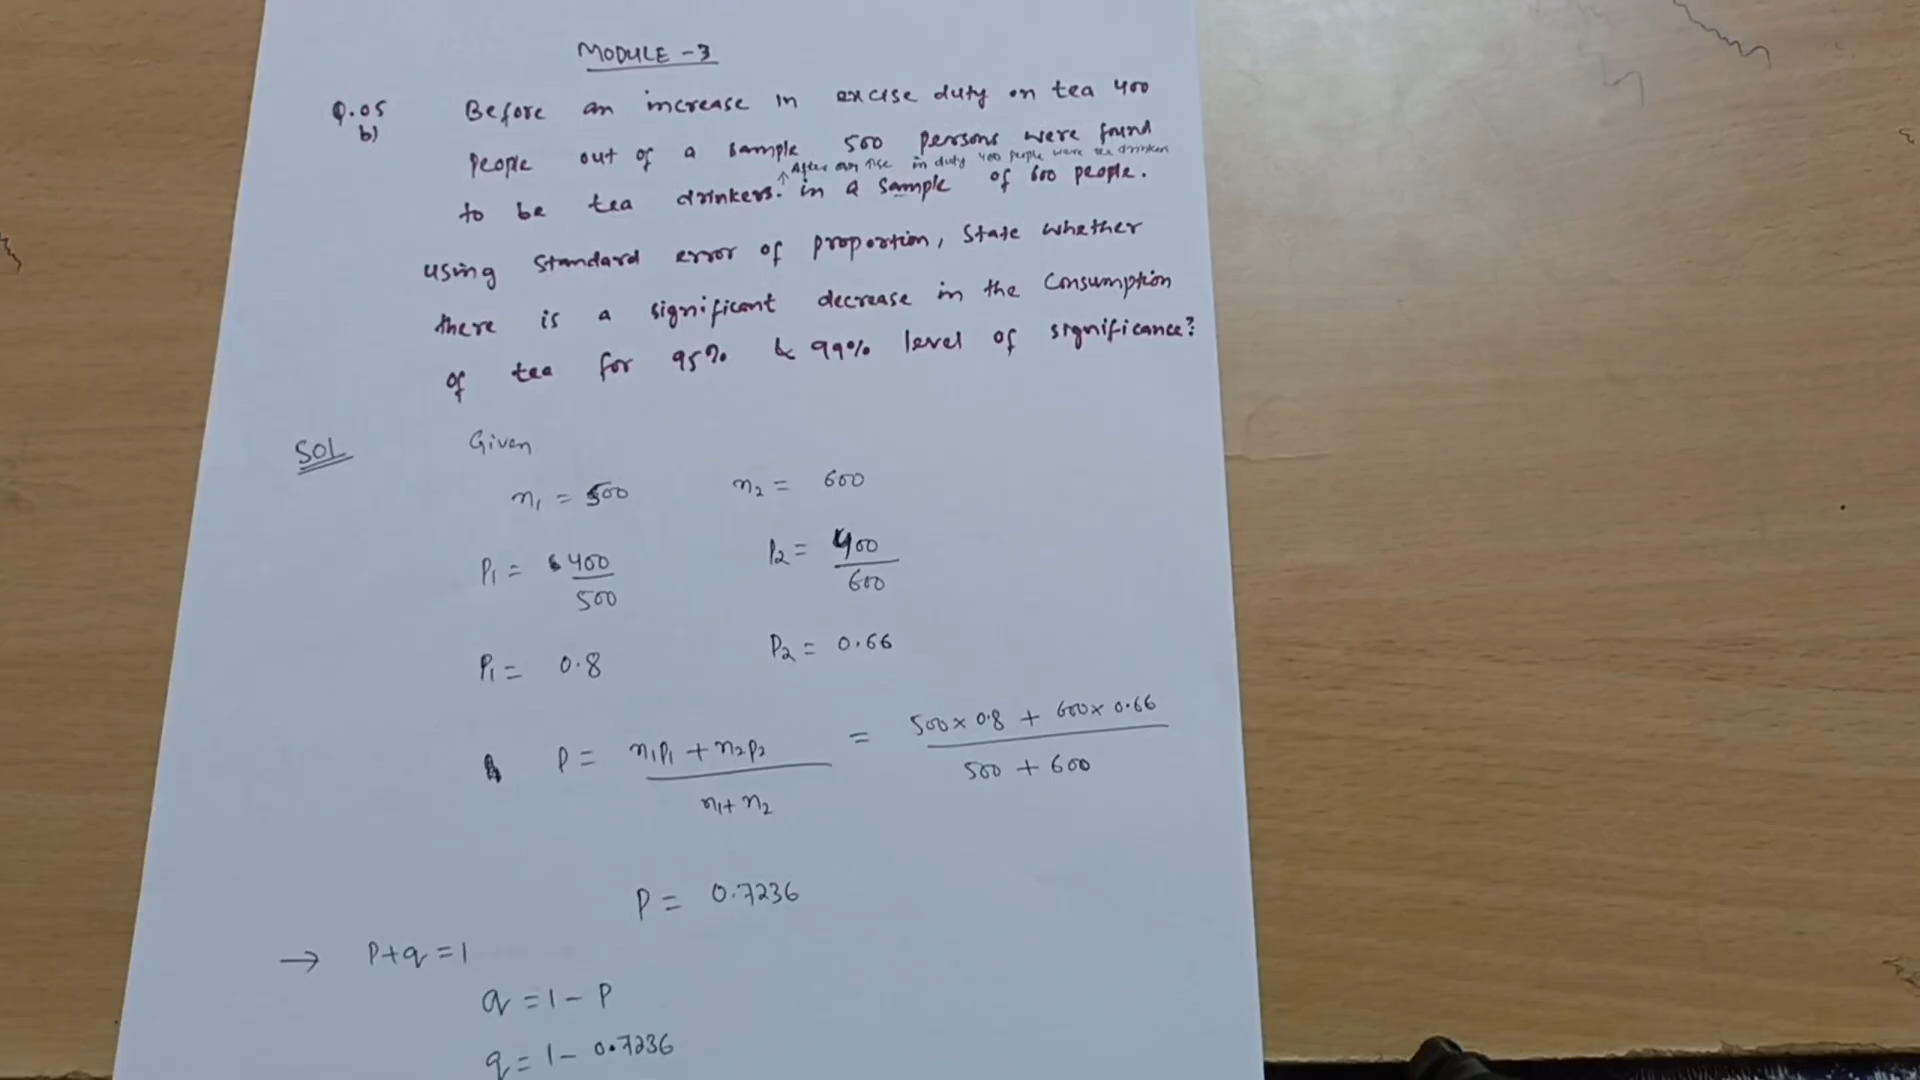 MODULE - 3
Q.05 Before an increase in excise duty on tea 400
b)
people out of a sample 500 persons were found
After any rise in duty 400 people were tea drinkers
to be tea drinkers. in a sample of 600 people.
using standard error of proportion, state whether
there is a significant decrease in the consumption
of tea for 95% & 99% level of significance?
SOL Given
n₁ = 500 n₂ = 600
P₁ = 400/500 P₂ = 400/600
P₁ = 0.8 P₂ = 0.66
P = n₁p₁ + n₂p₂ / n₁+n₂ = 500 x 0.8 + 600 x 0.66 / 500 + 600
P = 0.7236
→ P+q = 1
q = 1 - P
q = 1 - 0.7236